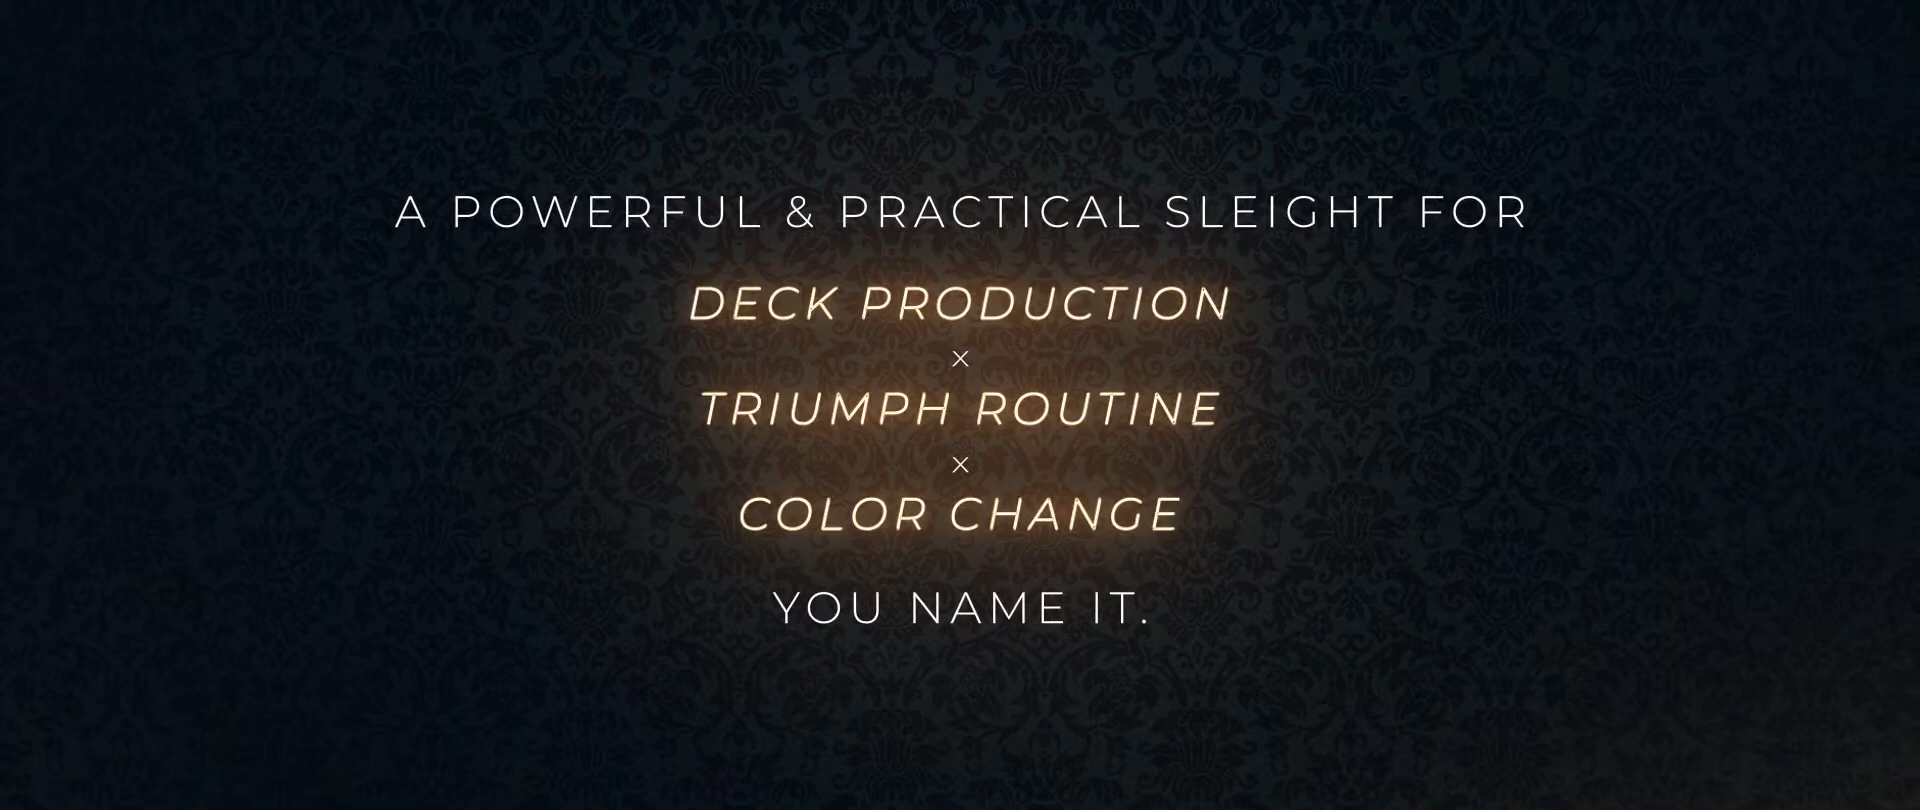 A POWERFUL & PRACTICAL SLEIGHT FOR
DECK PRODUCTION
×
TRIUMPH ROUTINE
×
COLOR CHANGE
YOU NAME IT.